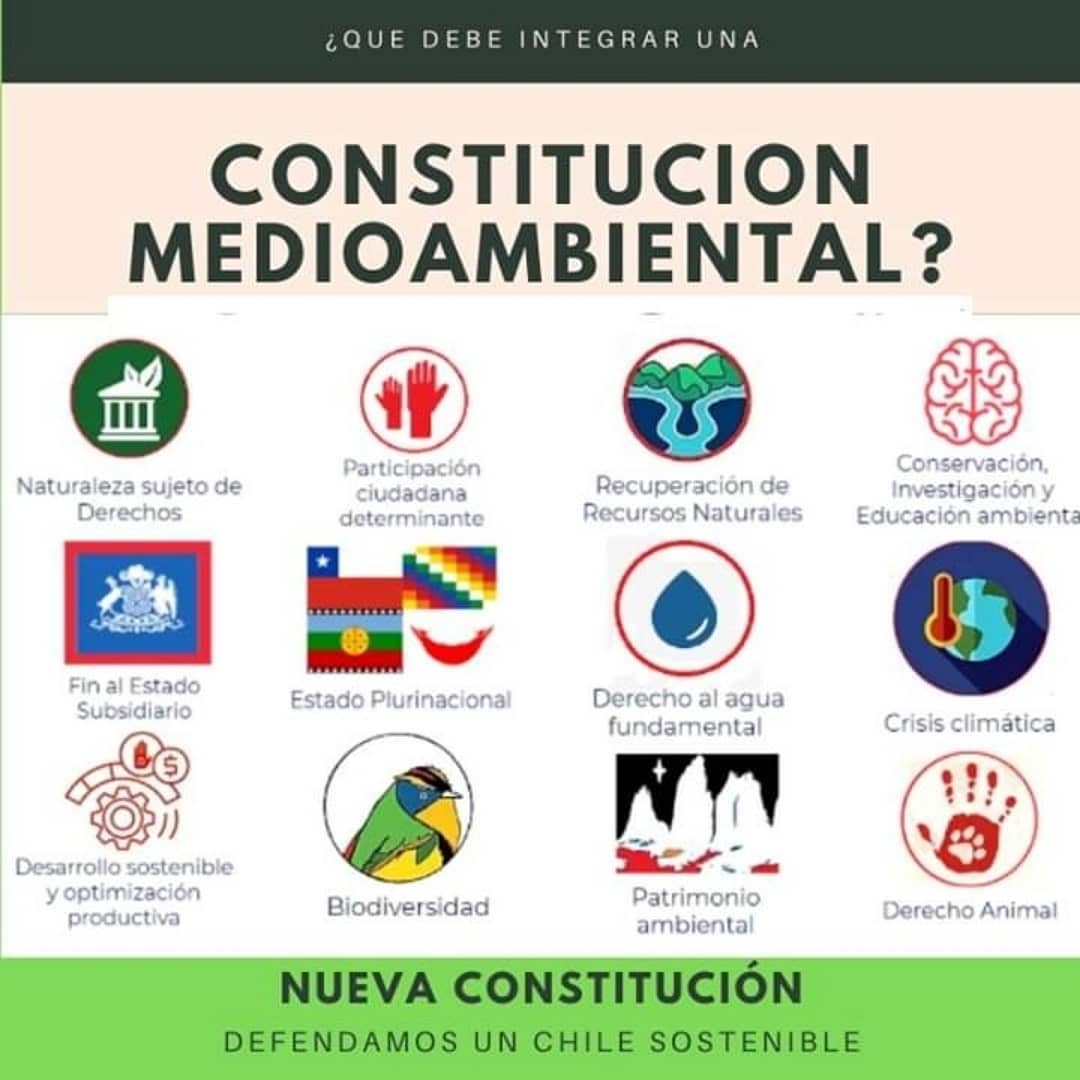 ¿QUE DEBE INTEGRAR UNA
CONSTITUCION
MEDIOAMBIENTAL?
Naturaleza sujeto de
Derechos
Participación
ciudadana
determinante
Recuperación de
Recursos Naturales
Conservación,
Investigación y
Educación ambienta
Fin al Estado
Subsidiario
Estado Plurinacional
Derecho al agua
fundamental
Crisis climática
$
Desarrollo sostenible
y optimización
productiva
Biodiversidad
Patrimonio
ambiental
Derecho Animal
NUEVA CONSTITUCIÓN
DEFENDAMOS UN CHILE SOSTENIBLE